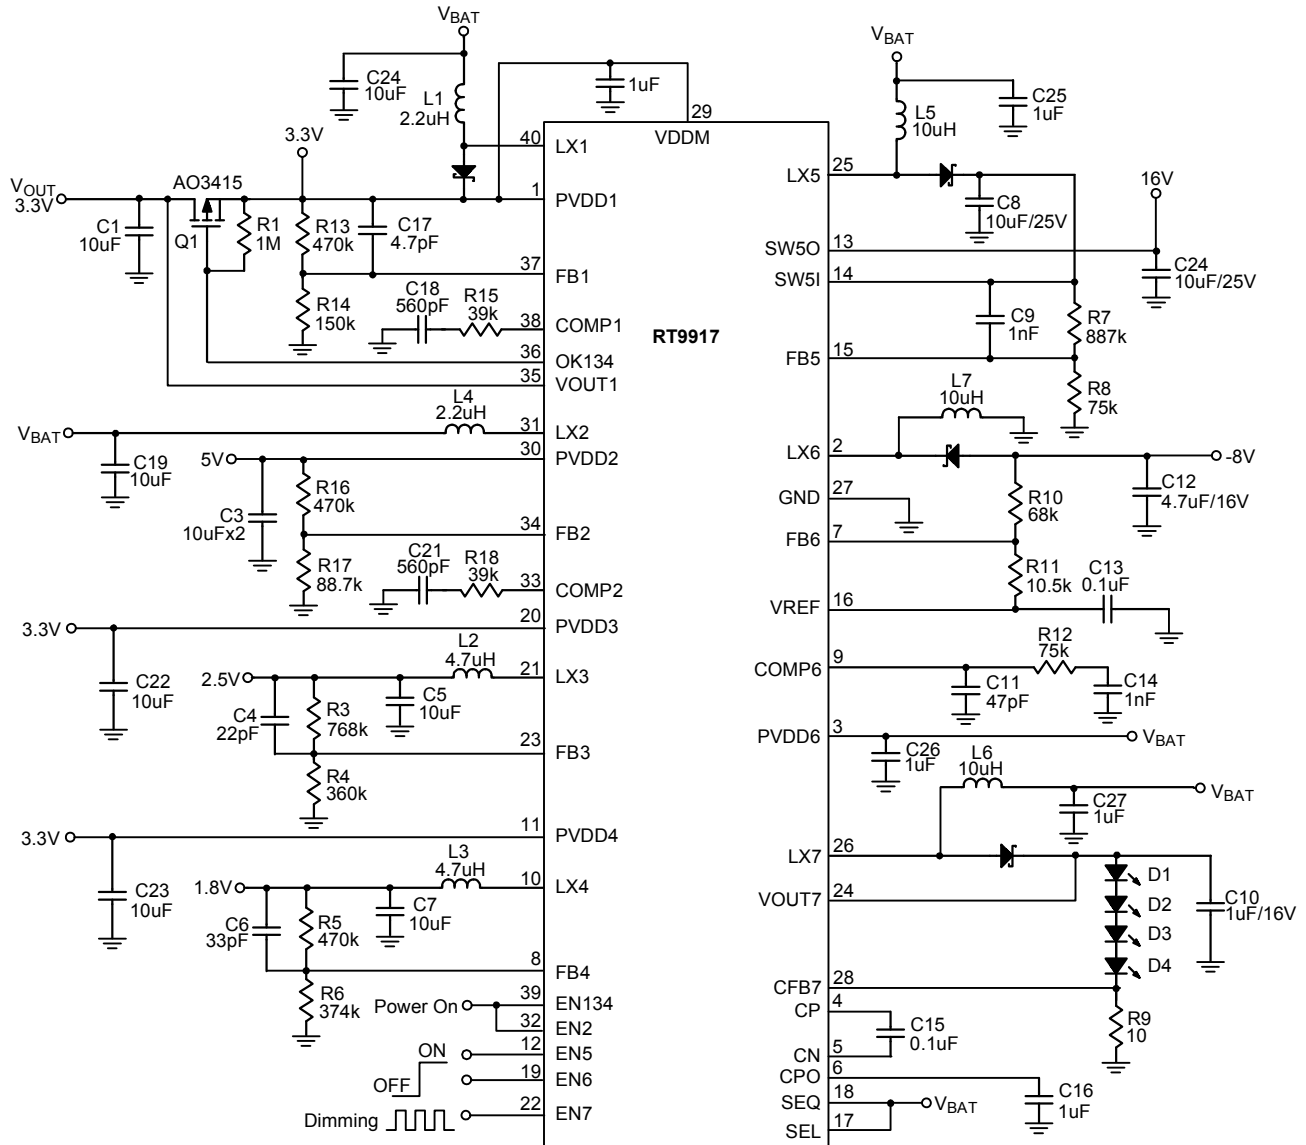 VBAT
C24
10uF
L1
2.2uH
1uF
29
VDDM
VBAT
L5
10uH
C25
1uF
3.3V
40
LX1
25
LX5
VOUT
3.3V
AO3415
Q1
C1
10uF
R1
1M
R13
470k
C17
4.7pF
1
PVDD1
C8
10uF/25V
16V
13
SW5O
14
SW5I
C24
10uF/25V
37
FB1
R14
150k
C18
560pF
R15
39k
38
COMP1
36
OK134
35
VOUT1
RT9917
C9
1nF
R7
887k
15
FB5
R8
75k
L4
2.2uH
VBAT
31
LX2
C19
10uF
5V
30
PVDD2
C3
10uFx2
R16
470k
34
FB2
R17
88.7k
C21
560pF
R18
39k
33
COMP2
L7
10uH
LX6
2
-8V
C12
4.7uF/16V
GND
27
R10
68k
FB6
7
R11
10.5k
C13
0.1uF
VREF
16
3.3V
20
PVDD3
C22
10uF
2.5V
L2
4.7uH
21
LX3
C4
22pF
R3
768k
C5
10uF
23
FB3
R4
360k
COMP6
9
R12
75k
C11
47pF
C14
1nF
PVDD6
3
VBAT
C26
1uF
L6
10uH
VBAT
C27
1uF
3.3V
11
PVDD4
C23
10uF
1.8V
L3
4.7uH
10
LX4
C6
33pF
R5
470k
C7
10uF
8
FB4
R6
374k
LX7
26
VOUT7
24
D1
D2
D3
D4
C10
1uF/16V
CFB7
28
R9
10
Power On
39
EN134
32
EN2
ON
OFF
12
EN5
19
EN6
Dimming
22
EN7
CP
4
C15
0.1uF
CN
5
CPO
6
C16
1uF
SEQ
18
VBAT
SEL
17